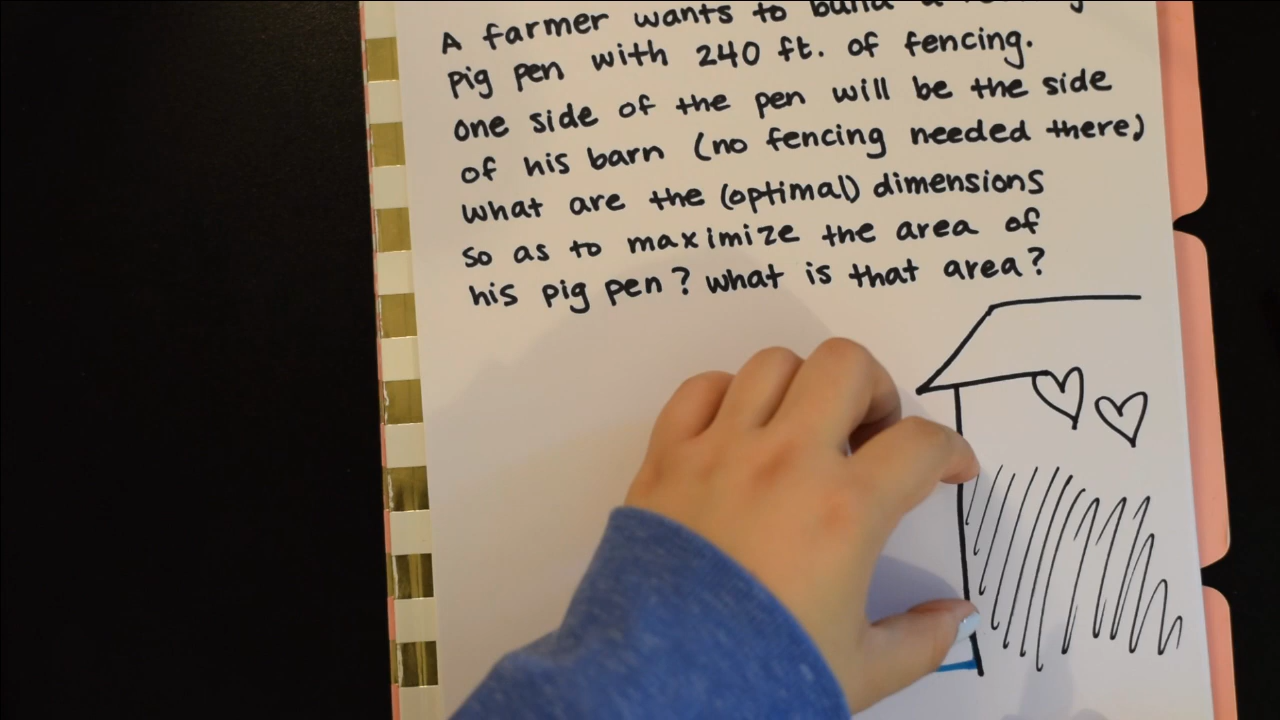 A farmer wants to build a
pig pen with 240 ft. of fencing.
one side of the pen will be the side
of his barn (no fencing needed there)
what are the (optimal) dimensions
so as to maximize the area of
his pig pen? what is that area?